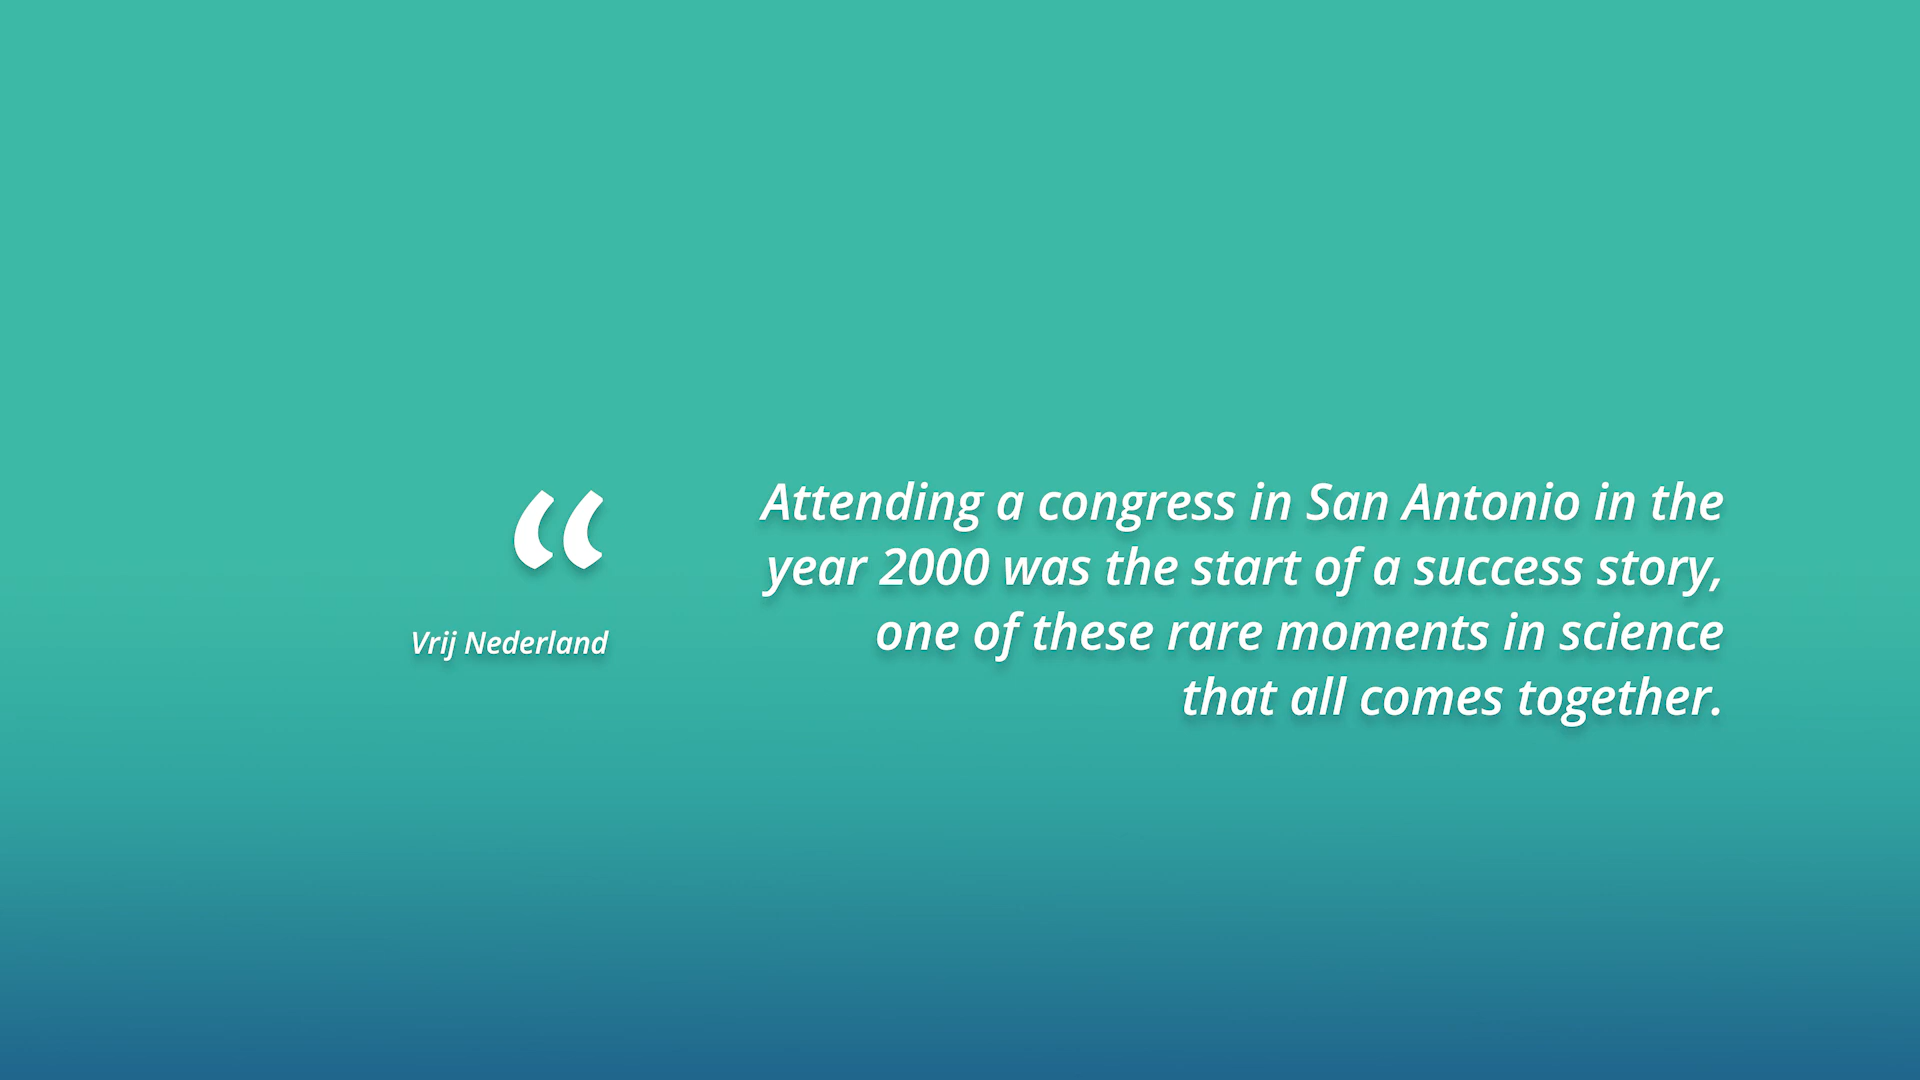 “
Vrij Nederland
Attending a congress in San Antonio in the
year 2000 was the start of a success story,
one of these rare moments in science
that all comes together.